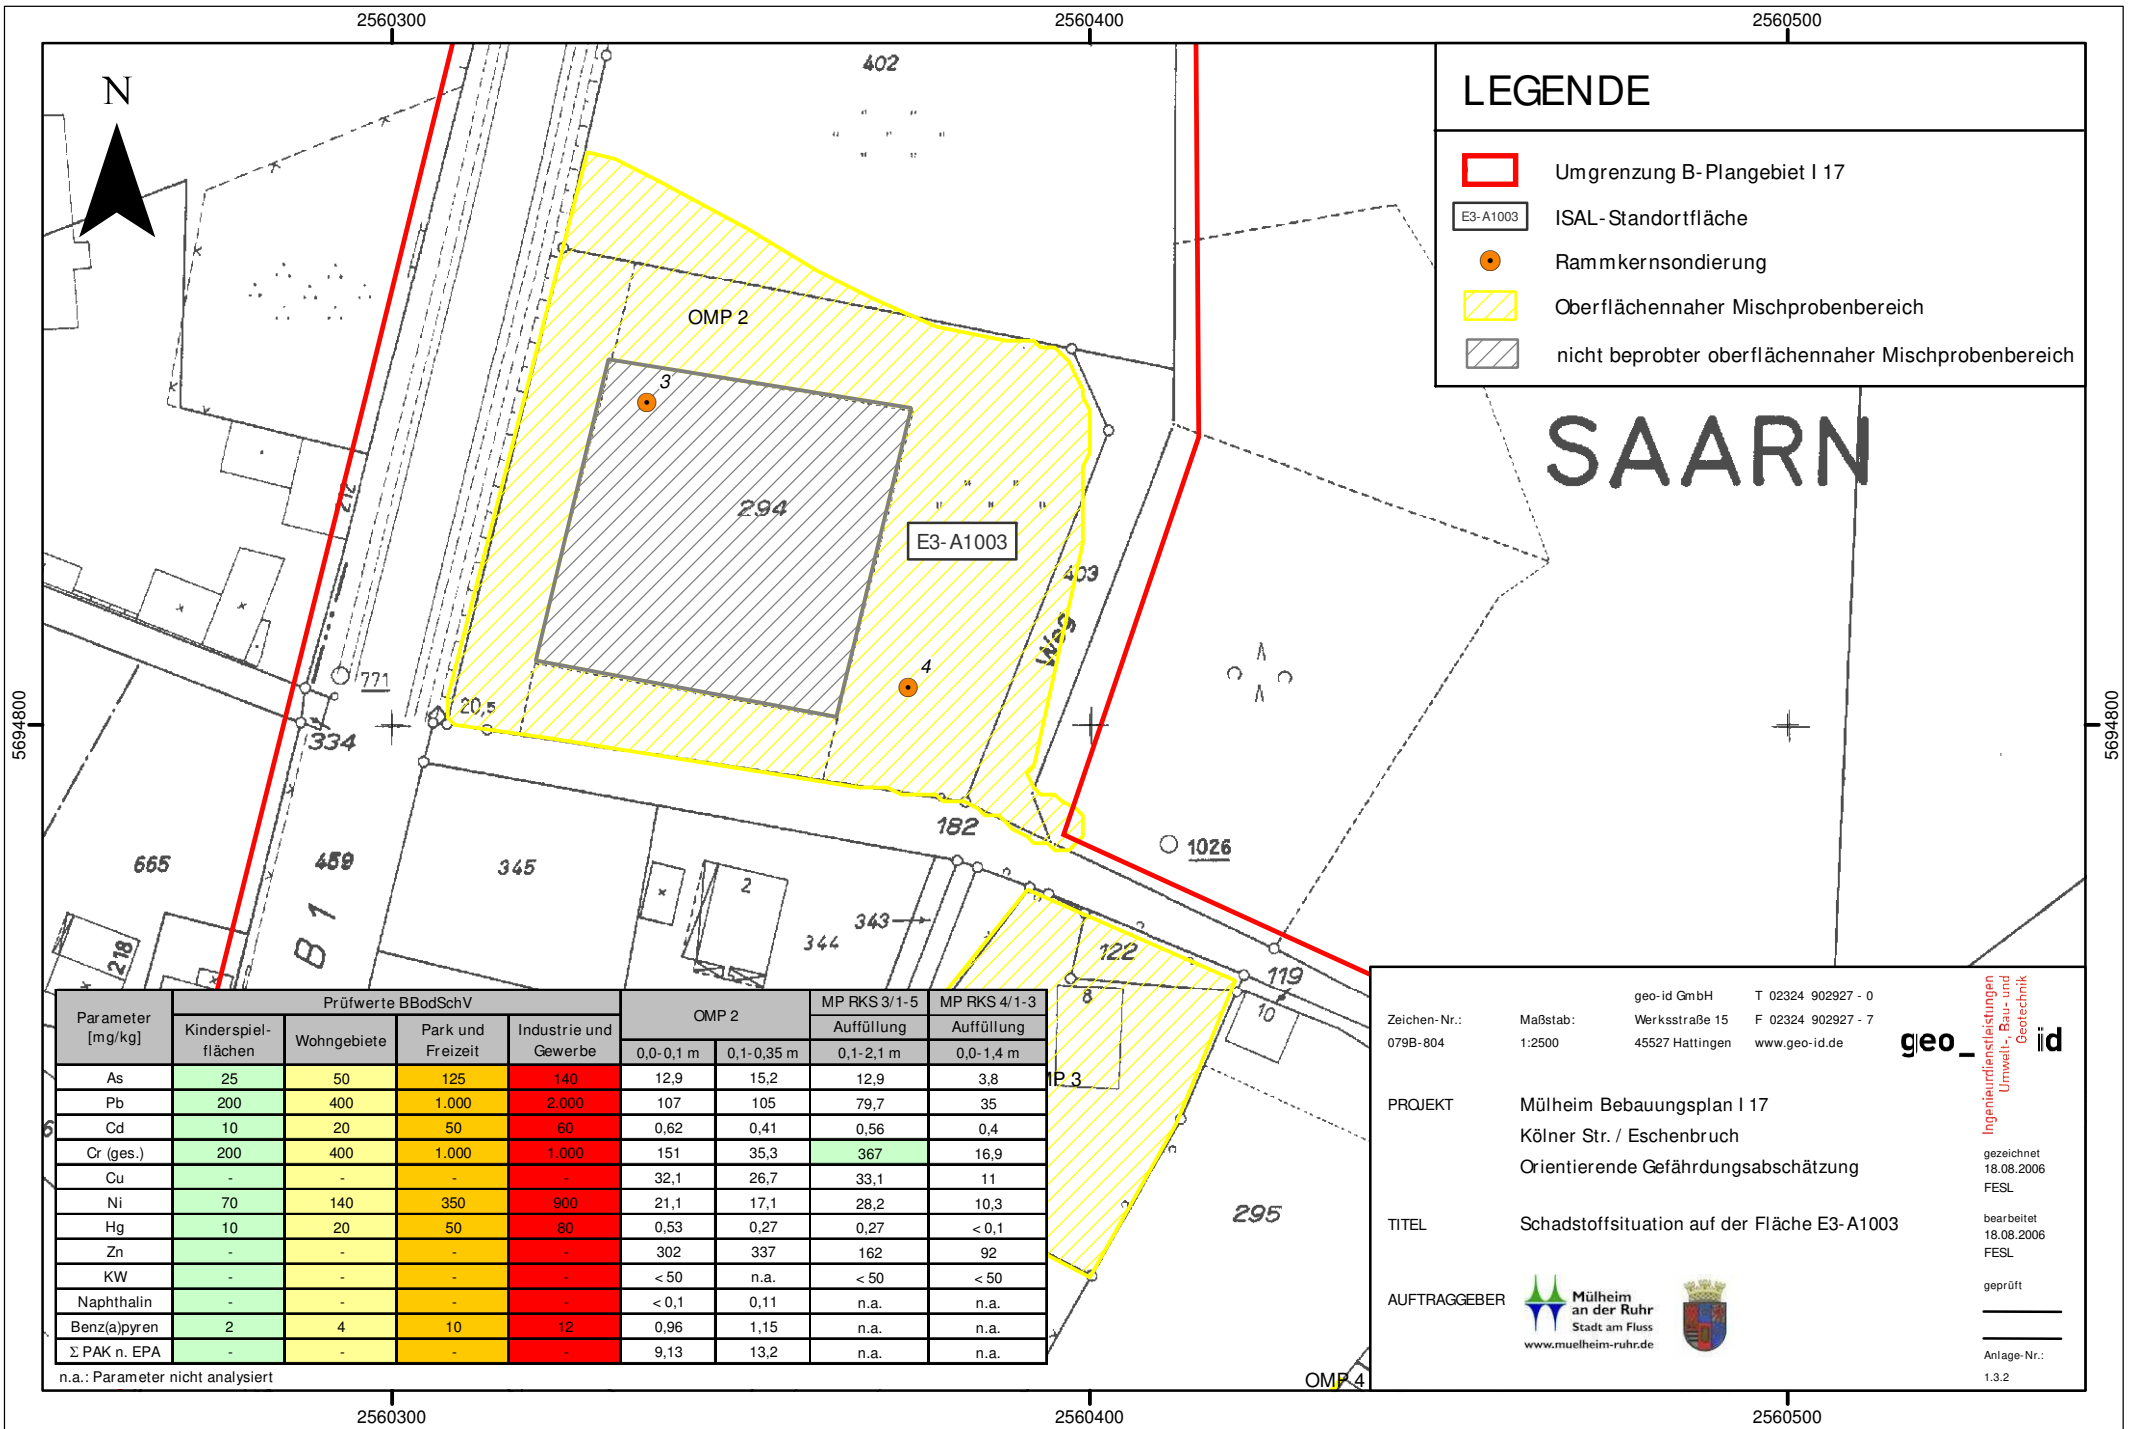 2560300 2560400 2560500
N
402
LEGENDE
Umgrenzung B-Plangebiet I 17
E3-A1003 ISAL-Standortfläche
Rammkernsondierung
Oberflächennaher Mischprobenbereich
nicht beprobter oberflächennaher Mischprobenbereich
OMP 2
3
SAARN
212
294
E3-A1003
403
Weg
4
771
20,5
5694800
5694800
334
182
1026
665
459
345
2
343
344
B 1
218
122
119
8
10
295
MP 3
OMP 4
Parameter [mg/kg] Prüfwerte BBodSchV OMP 2 MP RKS 3/1-5 MP RKS 4/1-3
Kinderspiel-flächen Wohngebiete Park und Freizeit Industrie und Gewerbe Auffüllung Auffüllung
0,0-0,1 m 0,1-0,35 m 0,1-2,1 m 0,0-1,4 m
As 25 50 125 140 12,9 15,2 12,9 3,8
Pb 200 400 1.000 2.000 107 105 79,7 35
Cd 10 20 50 60 0,62 0,41 0,56 0,4
Cr (ges.) 200 400 1.000 1.000 151 35,3 367 16,9
Cu - - - - 32,1 26,7 33,1 11
Ni 70 140 350 900 21,1 17,1 28,2 10,3
Hg 10 20 50 80 0,53 0,27 0,27 < 0,1
Zn - - - - 302 337 162 92
KW - - - - < 50 n.a. < 50 < 50
Naphthalin - - - - < 0,1 0,11 n.a. n.a.
Benz(a)pyren 2 4 10 12 0,96 1,15 n.a. n.a.
Σ PAK n. EPA - - - - 9,13 13,2 n.a. n.a.
n.a.: Parameter nicht analysiert
geo-id GmbH T 02324 902927 - 0
Zeichen-Nr.: Maßstab: Werksstraße 15 F 02324 902927 - 7
079B-804 1:2500 45527 Hattingen www.geo-id.de
geo_id
Ingenieurdienstleistungen
Umwelt-, Bau- und
Geotechnik
PROJEKT Mülheim Bebauungsplan I 17
Kölner Str. / Eschenbruch
Orientierende Gefährdungsabschätzung
TITEL Schadstoffsituation auf der Fläche E3-A1003
AUFTRAGGEBER
Mülheim
an der Ruhr
Stadt am Fluss
www.muelheim-ruhr.de
gezeichnet
18.08.2006
FESL
bearbeitet
18.08.2006
FESL
geprüft
Anlage-Nr.:
1.3.2
2560300 2560400 2560500